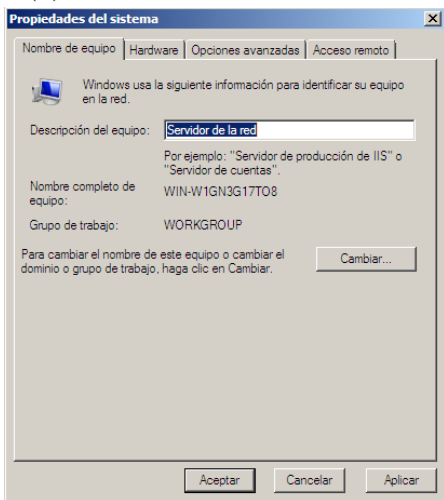 Propiedades del sistema
Nombre de equipo Hardware Opciones avanzadas Acceso remoto
Windows usa la siguiente información para identificar su equipo
en la red.
Descripción del equipo: Servidor de la red
Por ejemplo: "Servidor de producción de IIS" o
"Servidor de cuentas".
Nombre completo de
equipo:
WIN-W1GN3G17TO8
Grupo de trabajo: WORKGROUP
Para cambiar el nombre de este equipo o cambiar el
dominio o grupo de trabajo, haga clic en Cambiar.
Cambiar...
Aceptar Cancelar Aplicar